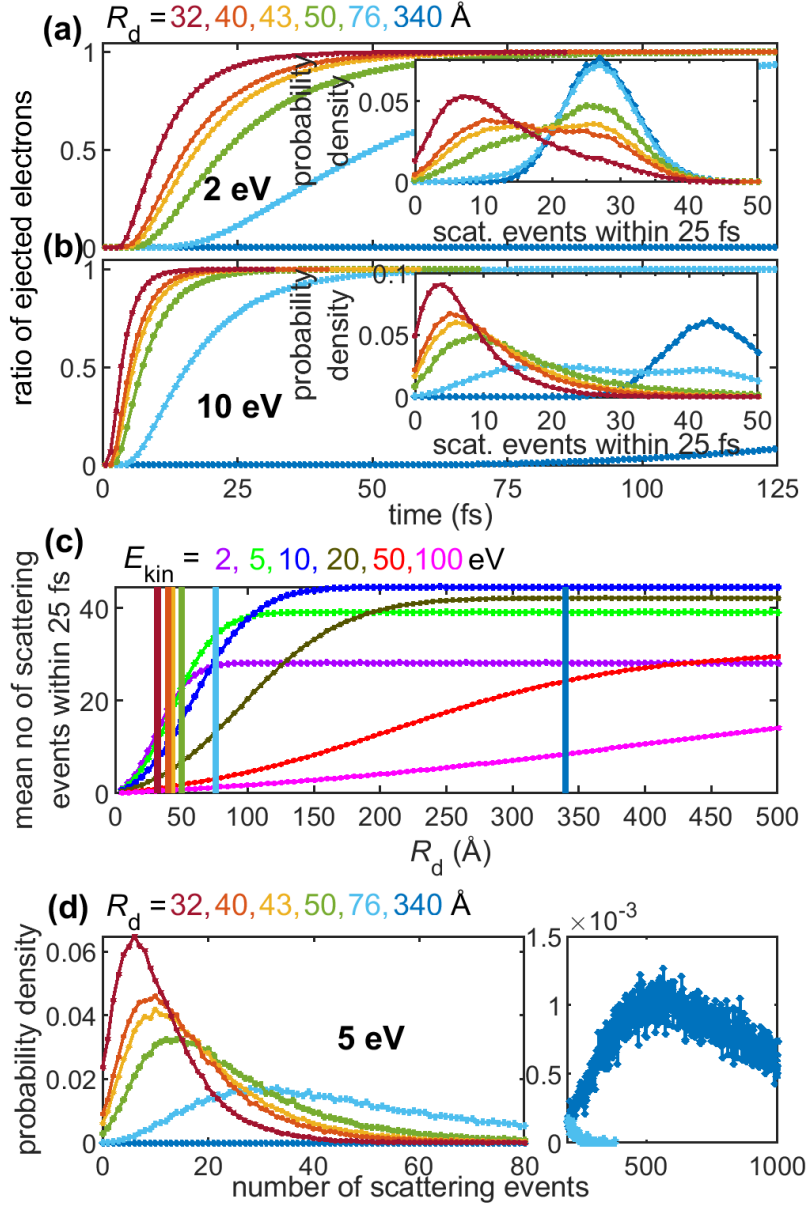 (a) R_d = 32, 40, 43, 50, 76, 340 Å
ratio of ejected electrons
1
0.5
0
2 eV
probability
density
0.05
0
0 10 20 30 40 50
scat. events within 25 fs
(b)
1
0.5
0
10 eV
probability
density
0.1
0.05
0
0 10 20 30 40 50
scat. events within 25 fs
0 25 50 75 100 125
time (fs)
(c) E_kin = 2, 5, 10, 20, 50, 100 eV
mean no of scattering
events within 25 fs
40
20
0
0 50 100 150 200 250 300 350 400 450 500
R_d (Å)
(d) R_d = 32, 40, 43, 50, 76, 340 Å
probability density
0.06
0.04
0.02
0
5 eV
0 20 40 60 80
×10^-3
1.5
1
0.5
0
500 1000
number of scattering events